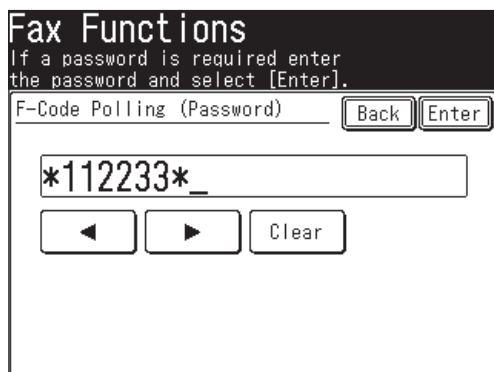 Fax Functions
If a password is required enter
the password and select [Enter].
F-Code Polling (Password)
Back
Enter
*112233*_
Clear